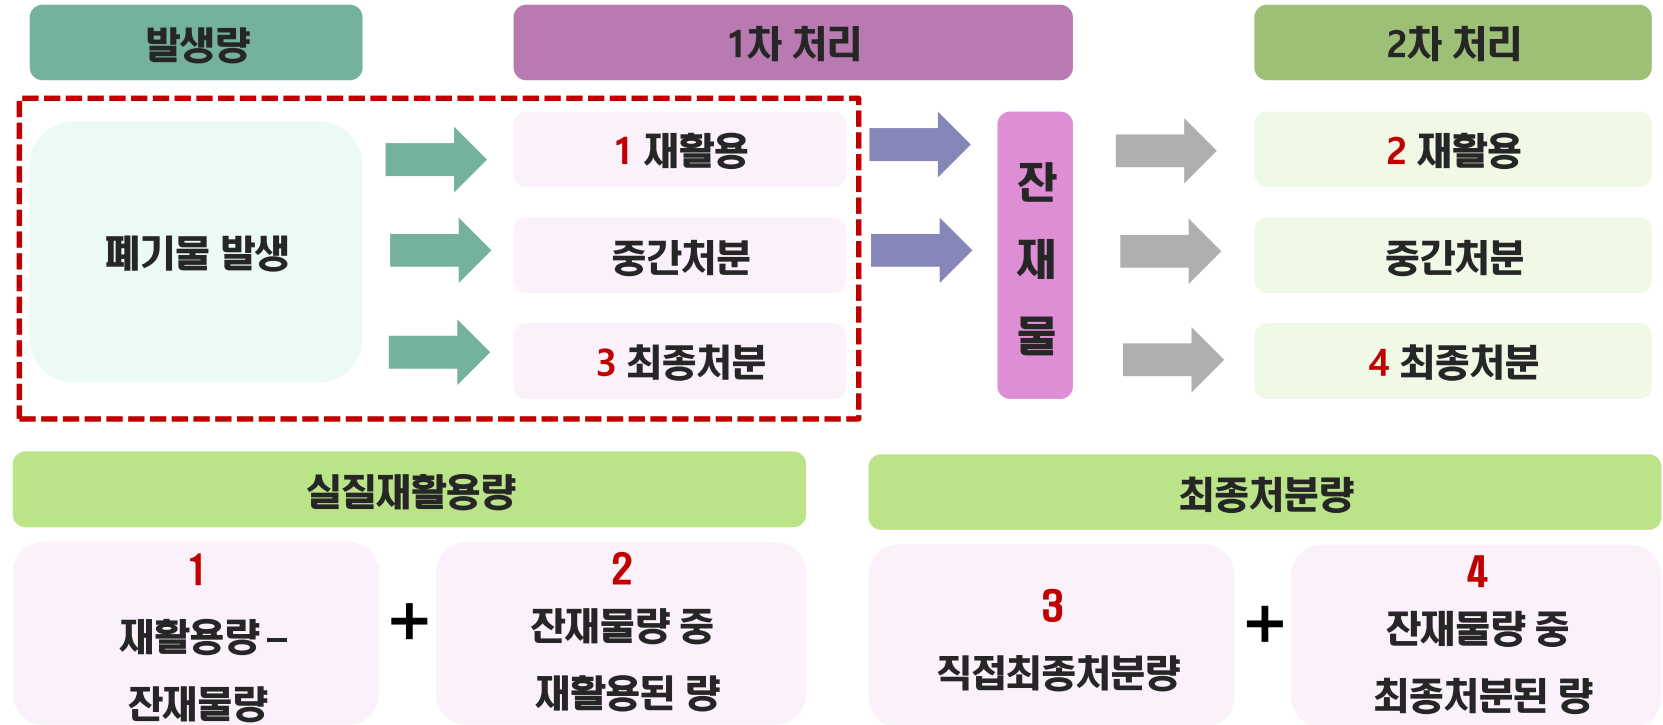 발생량
1차 처리
2차 처리
폐기물 발생
1 재활용
중간처분
3 최종처분
잔
재
물
2 재활용
중간처분
4 최종처분
실질재활용량
최종처분량
1
재활용량 –
잔재물량
+
2
잔재물량 중
재활용된 량
3
직접최종처분량
+
4
잔재물량 중
최종처분된 량